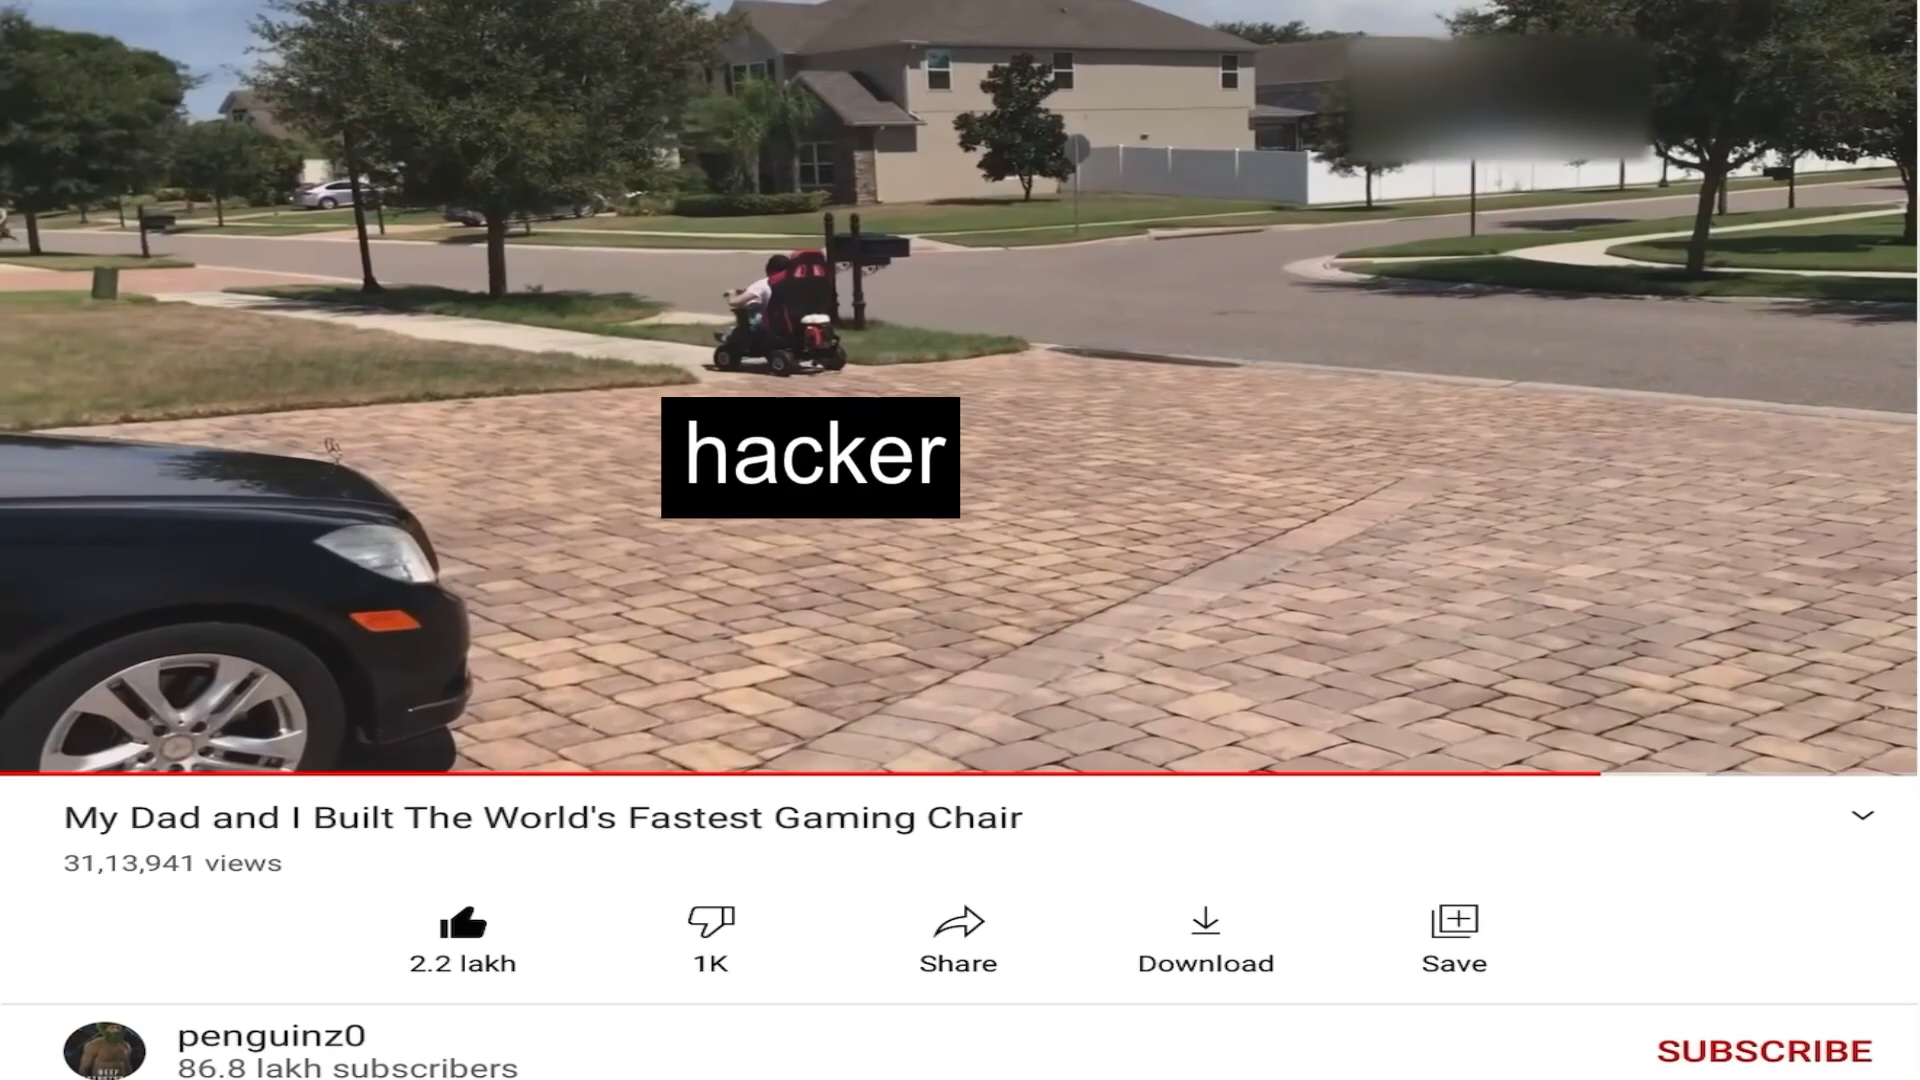 hacker
My Dad and I Built The World's Fastest Gaming Chair
31,13,941 views
2.2 lakh
1K
Share
Download
Save
penguinz0
86.8 lakh subscribers
SUBSCRIBE